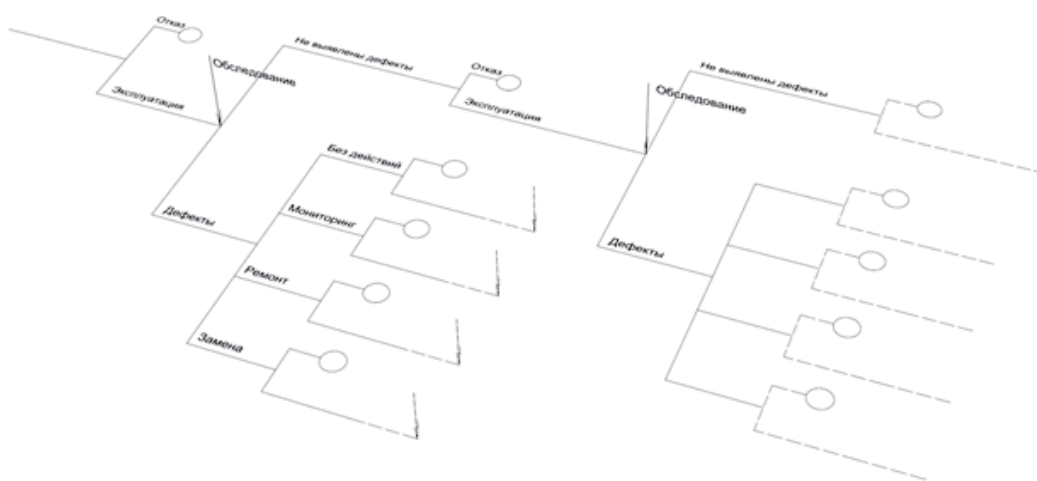 Отказ
Обследование
Эксплуатация
Не выявлены дефекты
Отказ
Эксплуатация
Обследование
Не выявлены дефекты
Без действий
Мониторинг
Дефекты
Ремонт
Замена
Дефекты